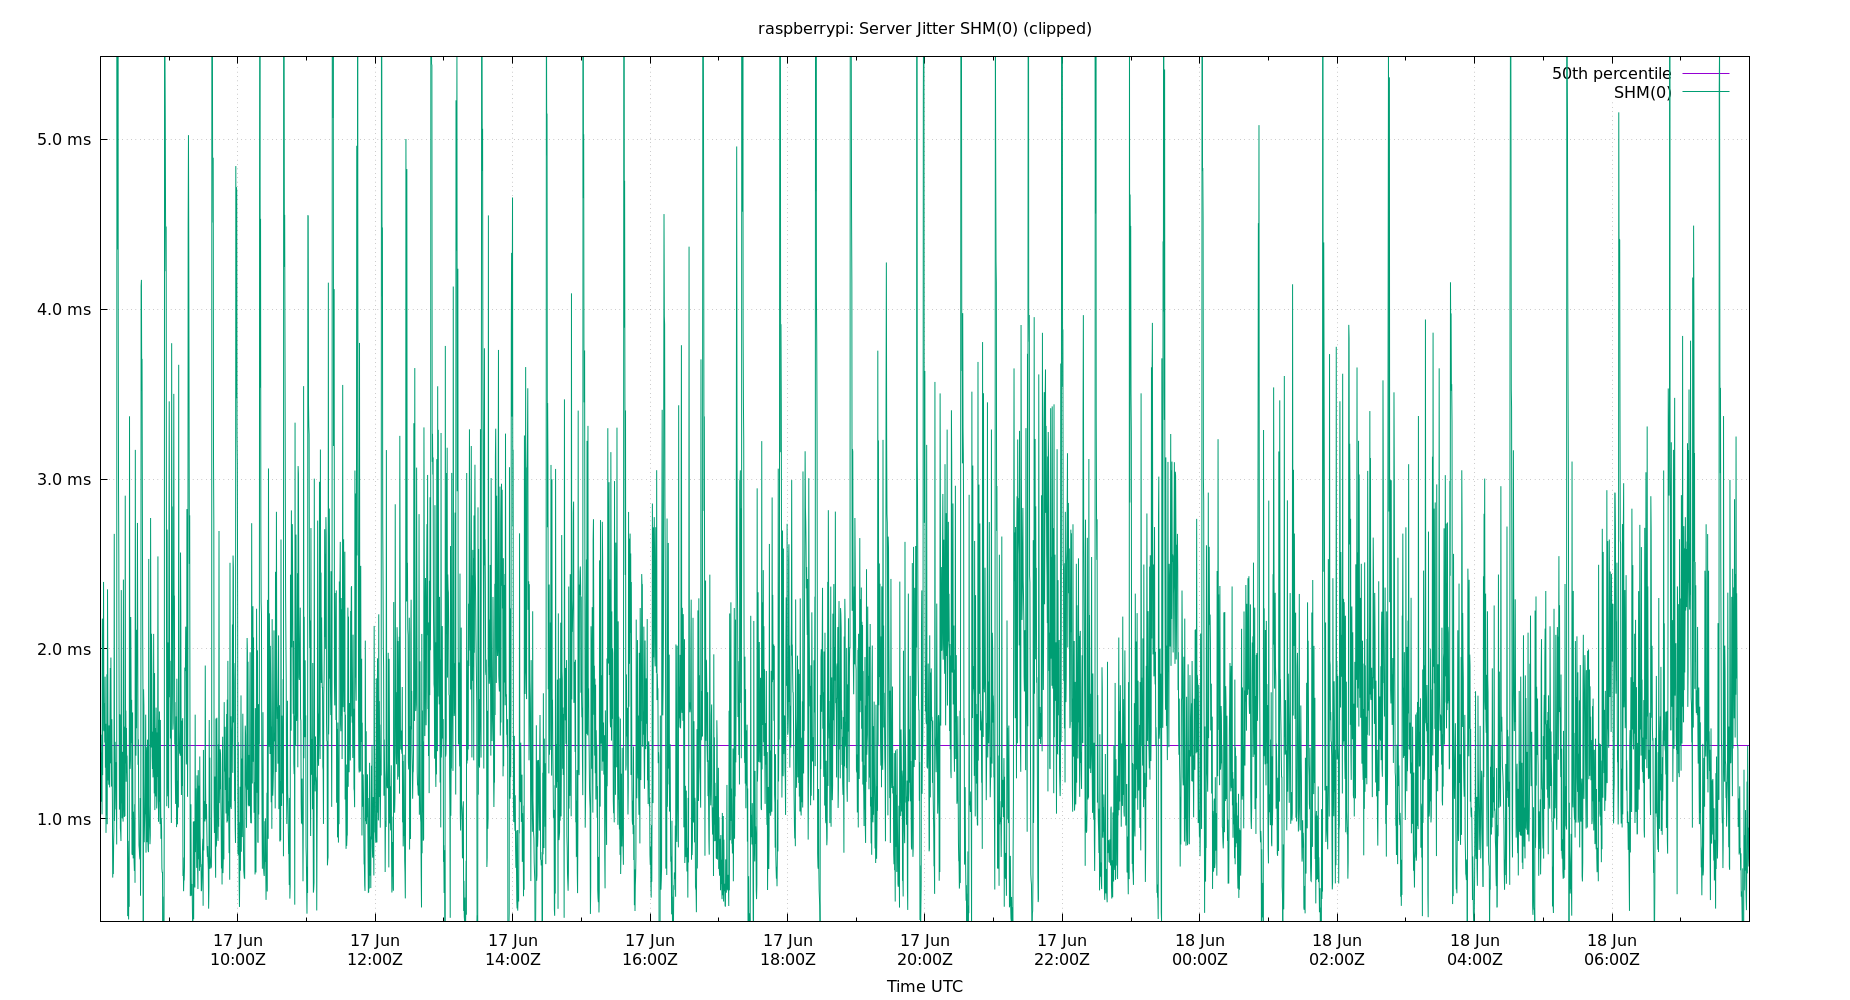 raspberrypi: Server Jitter SHM(0) (clipped)
50th percentile
SHM(0)
5.0 ms
4.0 ms
3.0 ms
2.0 ms
1.0 ms
17 Jun 17 Jun 17 Jun 17 Jun 17 Jun 17 Jun 17 Jun 18 Jun 18 Jun 18 Jun 18 Jun
10:00Z 12:00Z 14:00Z 16:00Z 18:00Z 20:00Z 22:00Z 00:00Z 02:00Z 04:00Z 06:00Z
Time UTC